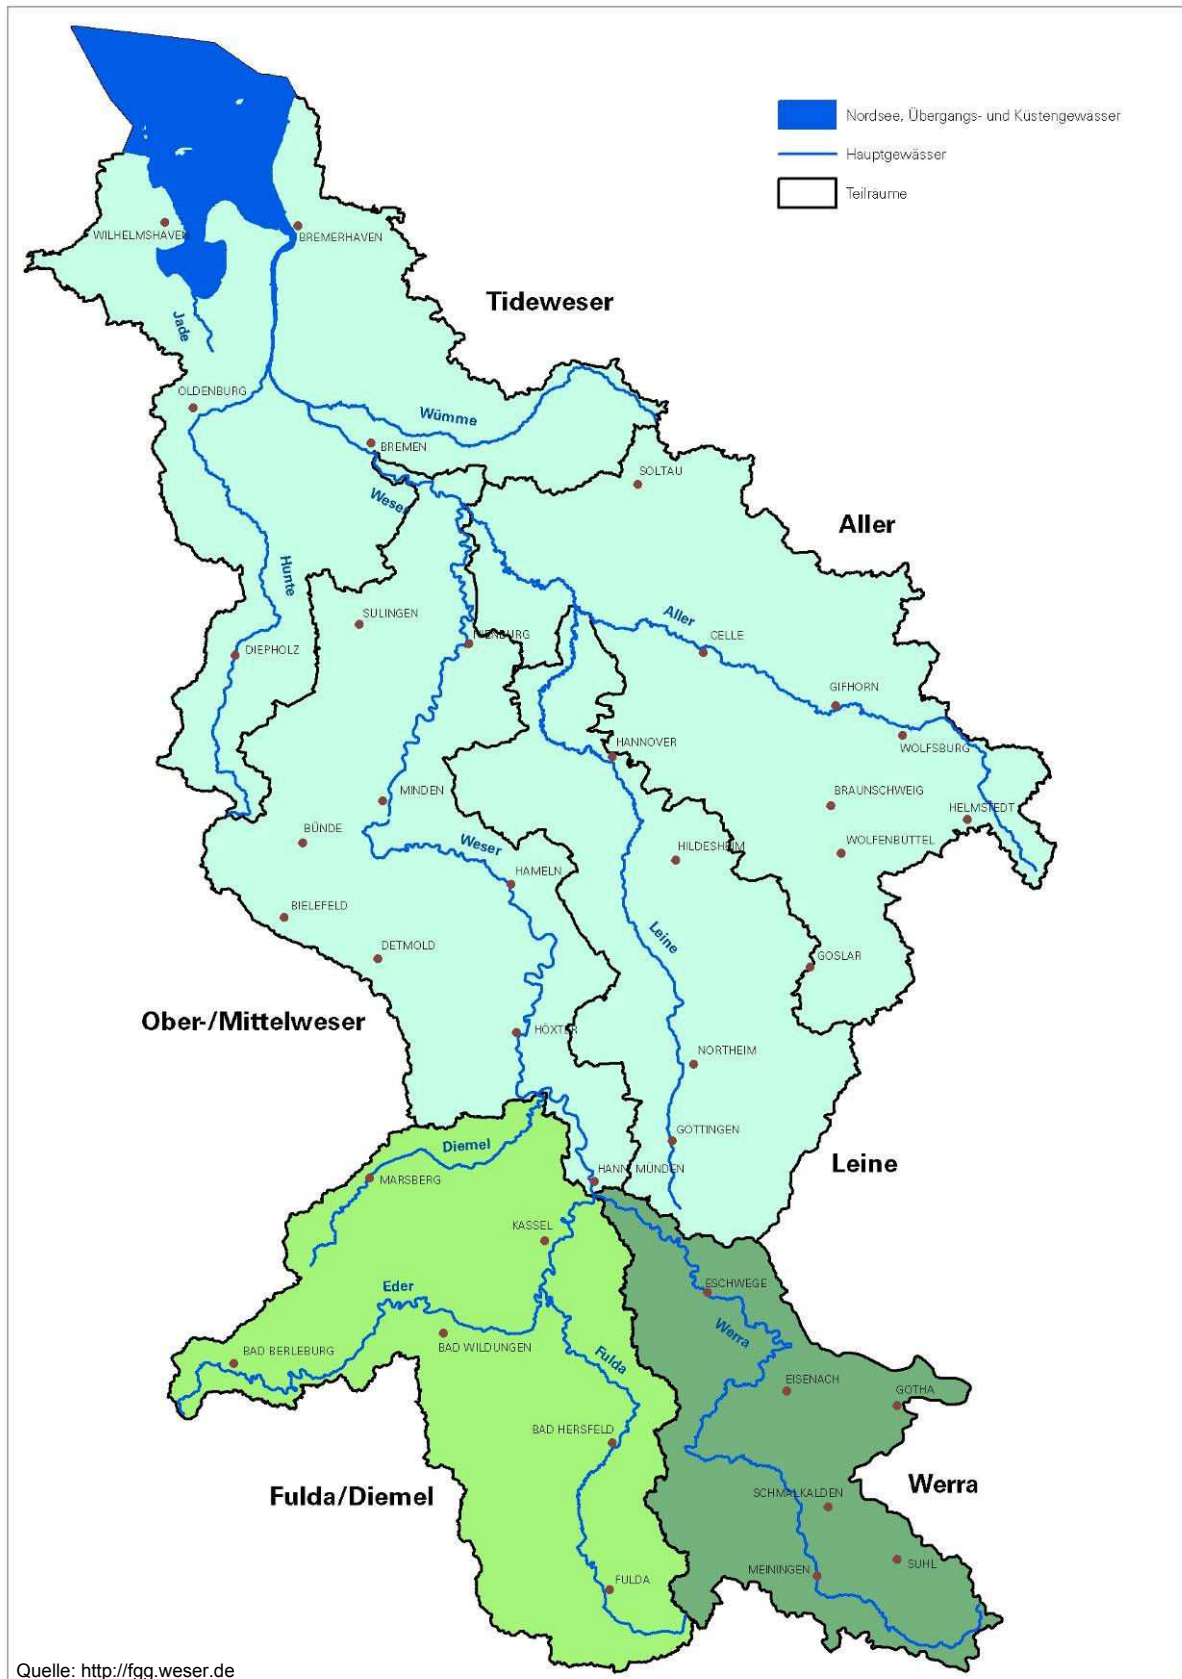 Nordsee, Übergangs- und Küstengewässer
Hauptgewässer
Teilräume
WILHELMSHAVEN
BREMERHAVEN
Tideweser
Jade
OLDENBURG
Wümme
BREMEN
SOLTAU
Weser
Aller
Hunte
SULINGEN
Aller
NIENBURG
CELLE
DIEPHOLZ
GIFHORN
HANNOVER
WOLFSBURG
MINDEN
BRAUNSCHWEIG
HELMSTEDT
BÜNDE
Weser
WOLFENBÜTTEL
HILDESHEIM
HAMELN
BIELEFELD
Leine
DETMOLD
GOSLAR
Ober-/Mittelweser
HÖXTER
NORTHEIM
GÖTTINGEN
Diemel
Leine
HANN. MÜNDEN
MARSBERG
KASSEL
Eder
ESCHWEGE
Werra
BAD WILDUNGEN
BAD BERLEBURG
Fulda
EISENACH
GOTHA
BAD HERSFELD
Fulda/Diemel
Werra
SCHMALKALDEN
SUHL
MEININGEN
FULDA
Quelle: http://fgg.weser.de